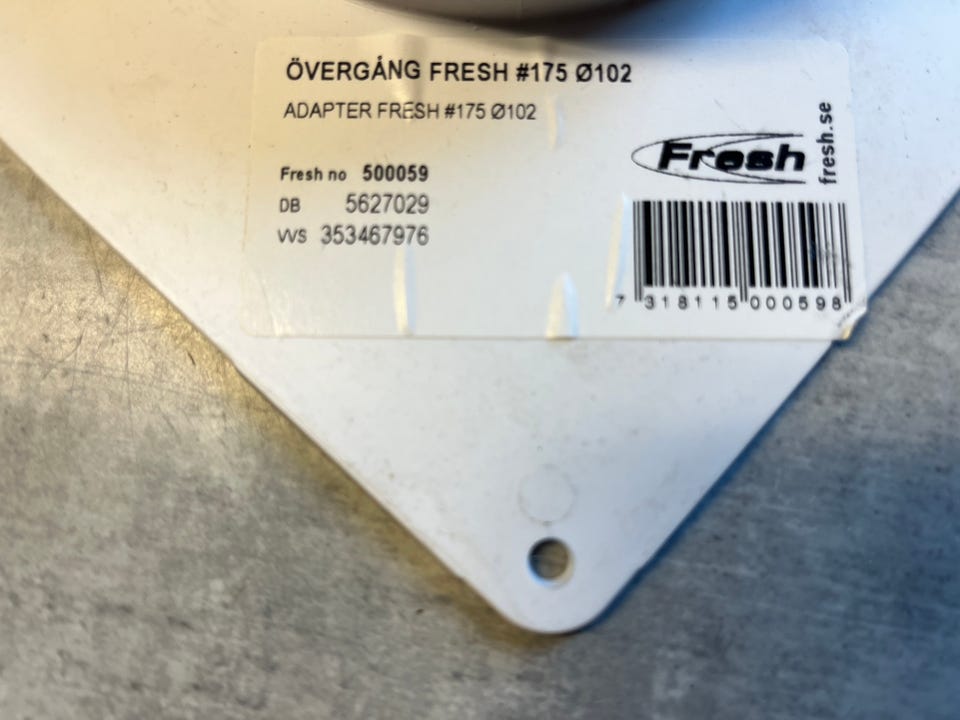 ÖVERGÅNG FRESH #175 Ø102
ADAPTER FRESH #175 Ø102
Fresh no 500059
DB 5627029
VVS 353467976
Fresh
fresh.se
7 318115 000598